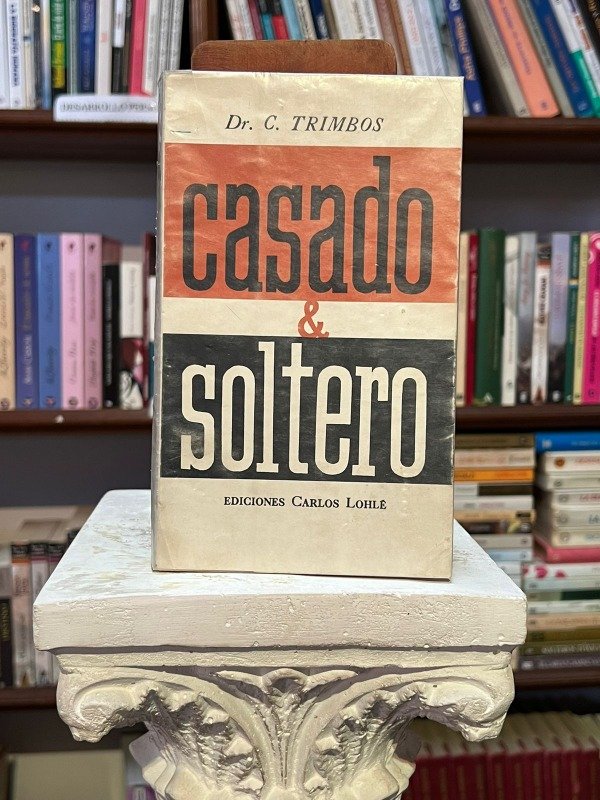 Dr. C. TRIMBOS
casado
&
soltero
EDICIONES CARLOS LOHLÉ